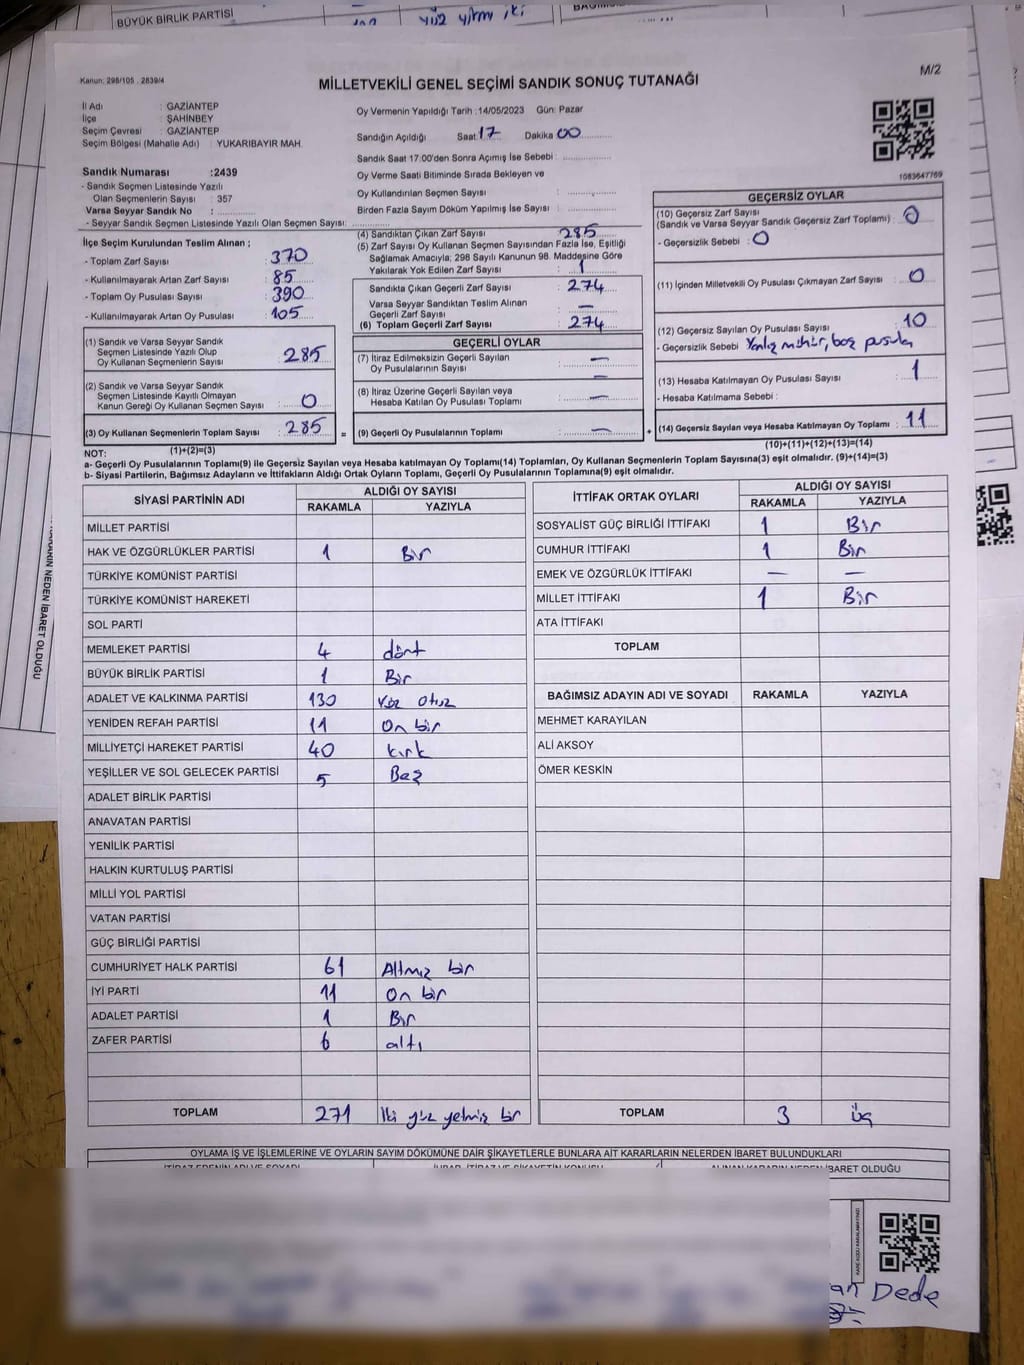 BÜYÜK BİRLİK PARTİSİ
yüz yirmi iki
Kanun: 298/105 . 2839/4
MİLLETVEKİLİ GENEL SEÇİMİ SANDIK SONUÇ TUTANAĞI
M/2
İl Adı : GAZİANTEP
İlçe : ŞAHİNBEY
Seçim Çevresi : GAZİANTEP
Seçim Bölgesi (Mahalle Adı) : YUKARIBAYIR MAH.
Sandık Numarası :2439
- Sandık Seçmen Listesinde Yazılı
Olan Seçmenlerin Sayısı : 357
Varsa Seyyar Sandık No :
- Seyyar Sandık Seçmen Listesinde Yazılı Olan Seçmen Sayısı:
Oy Vermenin Yapıldığı Tarih : 14/05/2023 Gün: Pazar
Sandığın Açıldığı Saat 17 Dakika 00
Sandık Saat 17:00'den Sonra Açımış İse Sebebi :
Oy Verme Saati Bitiminde Sırada Bekleyen ve
Oy Kullandırılan Seçmen Sayısı :
Birden Fazla Sayım Döküm Yapılmış İse Sayısı :
1083647769
İlçe Seçim Kurulundan Teslim Alınan ;
- Toplam Zarf Sayısı : 370
- Kullanılmayarak Artan Zarf Sayısı : 85
- Toplam Oy Pusulası Sayısı : 390
- Kullanılmayarak Artan Oy Pusulası : 105
(1) Sandık ve Varsa Seyyar Sandık
Seçmen Listesinde Yazılı Olup
Oy Kullanan Seçmenlerin Sayısı : 285
(2) Sandık ve Varsa Seyyar Sandık
Seçmen Listesinde Kayıtlı Olmayan
Kanun Gereği Oy Kullanan Seçmen Sayısı : 0
(3) Oy Kullanan Seçmenlerin Toplam Sayısı : 285
(4) Sandıktan Çıkan Zarf Sayısı : 285
(5) Zarf Sayısı Oy Kullanan Seçmen Sayısından Fazla İse, Eşitliği
Sağlamak Amacıyla; 298 Sayılı Kanunun 98. Maddesine Göre
Yakılarak Yok Edilen Zarf Sayısı : 1
Sandıkta Çıkan Geçerli Zarf Sayısı : 274
Varsa Seyyar Sandıktan Teslim Alınan
Geçerli Zarf Sayısı : —
(6) Toplam Geçerli Zarf Sayısı : 274
GEÇERLİ OYLAR
(7) İtiraz Edilmeksizin Geçerli Sayılan
Oy Pusulalarının Sayısı : —
(8) İtiraz Üzerine Geçerli Sayılan veya
Hesaba Katılan Oy Pusulası Toplamı : —
= (9) Geçerli Oy Pusulalarının Toplamı : — +
GEÇERSİZ OYLAR
(10) Geçersiz Zarf Sayısı
(Sandık ve Varsa Seyyar Sandık Geçersiz Zarf Toplamı) : 0
- Geçersizlik Sebebi : 0
(11) İçinden Milletvekili Oy Pusulası Çıkmayan Zarf Sayısı : 0
(12) Geçersiz Sayılan Oy Pusulası Sayısı : 10
- Geçersizlik Sebebi Yanlış mühür, boş pusula
(13) Hesaba Katılmayan Oy Pusulası Sayısı : 1
- Hesaba Katılmama Sebebi :
(14) Geçersiz Sayılan veya Hesaba Katılmayan Oy Toplamı : 11
NOT: (1)+(2)=(3)
(10)+(11)+(12)+(13)=(14)
a- Geçerli Oy Pusulalarının Toplamı(9) ile Geçersiz Sayılan veya Hesaba katılmayan Oy Toplamı(14) Toplamları, Oy Kullanan Seçmenlerin Toplam Sayısına(3) eşit olmalıdır. (9)+(14)=(3)
b- Siyasi Partilerin, Bağımsız Adayların ve İttifakların Aldığı Ortak Oyların Toplamı, Geçerli Oy Pusulalarının Toplamına(9) eşit olmalıdır.
SİYASİ PARTİNİN ADI ALDIĞI OY SAYISI
RAKAMLA YAZIYLA
MİLLET PARTİSİ
HAK VE ÖZGÜRLÜKLER PARTİSİ 1 Bir
TÜRKİYE KOMÜNİST PARTİSİ
TÜRKİYE KOMÜNİST HAREKETİ
SOL PARTİ
MEMLEKET PARTİSİ 4 dört
BÜYÜK BİRLİK PARTİSİ 1 Bir
ADALET VE KALKINMA PARTİSİ 130 Yüz otuz
YENİDEN REFAH PARTİSİ 11 On bir
MİLLİYETÇİ HAREKET PARTİSİ 40 kırk
YEŞİLLER VE SOL GELECEK PARTİSİ 5 Beş
ADALET BİRLİK PARTİSİ
ANAVATAN PARTİSİ
YENİLİK PARTİSİ
HALKIN KURTULUŞ PARTİSİ
MİLLİ YOL PARTİSİ
VATAN PARTİSİ
GÜÇ BİRLİĞİ PARTİSİ
CUMHURİYET HALK PARTİSİ 61 Altmış bir
İYİ PARTİ 11 On bir
ADALET PARTİSİ 1 Bir
ZAFER PARTİSİ 6 altı
TOPLAM 271 İki yüz yetmiş bir
İTTİFAK ORTAK OYLARI ALDIĞI OY SAYISI
RAKAMLA YAZIYLA
SOSYALİST GÜÇ BİRLİĞİ İTTİFAKI 1 Bir
CUMHUR İTTİFAKI 1 Bir
EMEK VE ÖZGÜRLÜK İTTİFAKI — —
MİLLET İTTİFAKI 1 Bir
ATA İTTİFAKI
TOPLAM
BAĞIMSIZ ADAYIN ADI VE SOYADI RAKAMLA YAZIYLA
MEHMET KARAYILAN
ALİ AKSOY
ÖMER KESKİN
TOPLAM 3 üç
OYLAMA İŞ VE İŞLEMLERİNE VE OYLARIN SAYIM DÖKÜMÜNE DAİR ŞİKAYETLERLE BUNLARA AİT KARARLARIN NELERDEN İBARET BULUNDUKLARI
İBARET OLDUĞU
Dede
NEDEN İBARET OLDUĞU